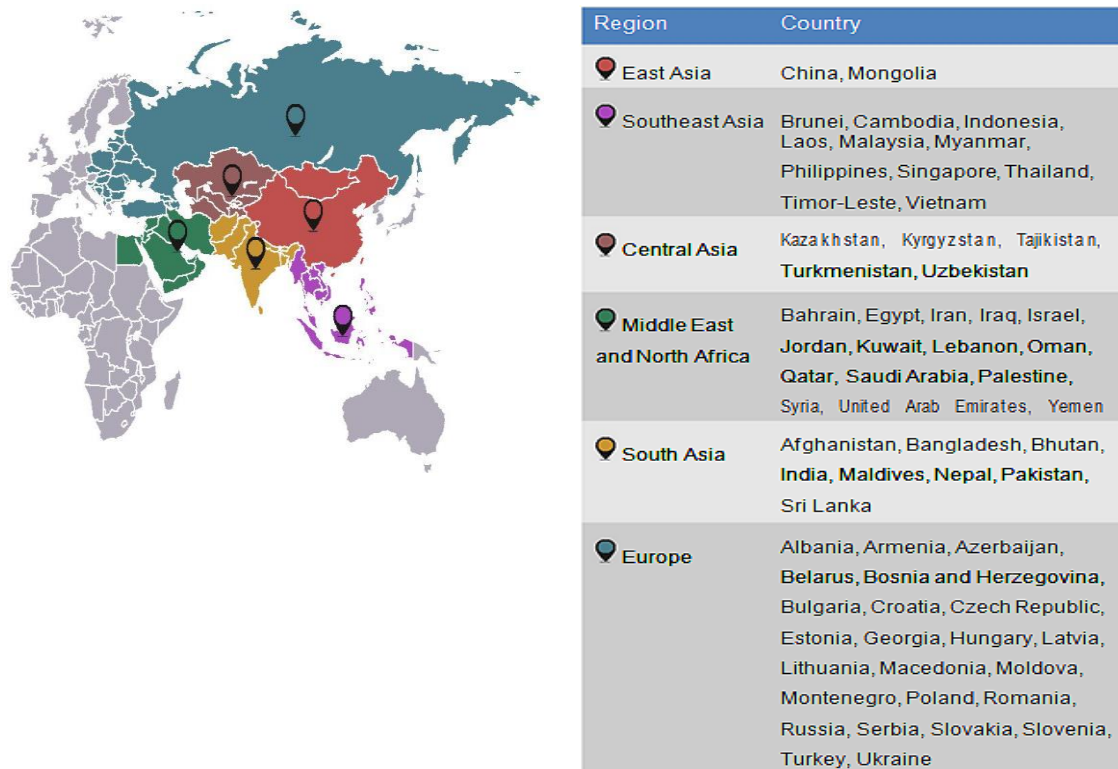 Region Country
East Asia China, Mongolia
Southeast Asia Brunei, Cambodia, Indonesia,
Laos, Malaysia, Myanmar,
Philippines, Singapore, Thailand,
Timor-Leste, Vietnam
Central Asia Kazakhstan, Kyrgyzstan, Tajikistan,
Turkmenistan, Uzbekistan
Middle East Bahrain, Egypt, Iran, Iraq, Israel,
and North Africa Jordan, Kuwait, Lebanon, Oman,
Qatar, Saudi Arabia, Palestine,
Syria, United Arab Emirates, Yemen
South Asia Afghanistan, Bangladesh, Bhutan,
India, Maldives, Nepal, Pakistan,
Sri Lanka
Europe Albania, Armenia, Azerbaijan,
Belarus, Bosnia and Herzegovina,
Bulgaria, Croatia, Czech Republic,
Estonia, Georgia, Hungary, Latvia,
Lithuania, Macedonia, Moldova,
Montenegro, Poland, Romania,
Russia, Serbia, Slovakia, Slovenia,
Turkey, Ukraine